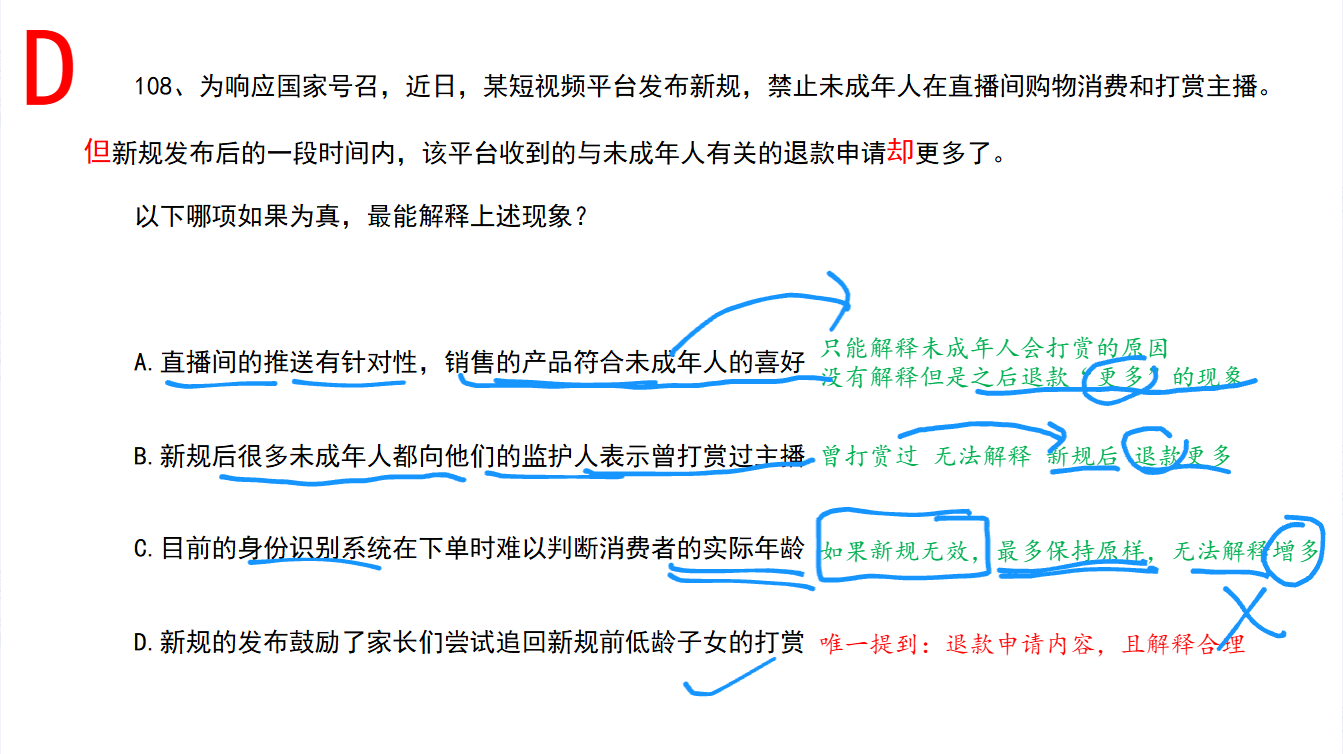 D
108、为响应国家号召，近日，某短视频平台发布新规，禁止未成年人在直播间购物消费和打赏主播。
但新规发布后的一段时间内，该平台收到的与未成年人有关的退款申请却更多了。
以下哪项如果为真，最能解释上述现象？
只能解释未成年人会打赏的原因
A.直播间的推送有针对性，销售的产品符合未成年人的喜好
没有解释但是之后退款“更多”的现象
B.新规后很多未成年人都向他们的监护人表示曾打赏过主播 曾打赏过 无法解释 新规后 退款更多
C.目前的身份识别系统在下单时难以判断消费者的实际年龄 如果新规无效，最多保持原样，无法解释增多
D.新规的发布鼓励了家长们尝试追回新规前低龄子女的打赏 唯一提到：退款申请内容，且解释合理